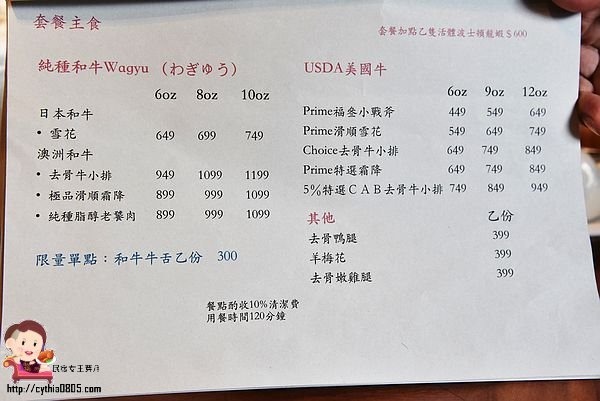 套餐主食
套餐加點乙隻活體波士頓龍蝦$600
純種和牛Wagyu （わぎゅう）
6oz 8oz 10oz
日本和牛
• 雪花 649 699 749
澳洲和牛
• 去骨牛小排 949 1099 1199
• 極品滑順霜降 899 999 1099
• 純種脂醇老饕肉 899 999 1099
限量單點：和牛牛舌乙份 300
USDA美國牛
6oz 9oz 12oz
Prime福叁小戰斧 449 549 649
Prime滑順雪花 549 649 749
Choice去骨牛小排 649 749 849
Prime特選霜降 649 749 849
5%特選ＣＡＢ去骨牛小排 749 849 949
其他 乙份
去骨鴨腿 399
羊梅花 399
去骨嫩雞腿 399
餐點酌收10%清潔費
用餐時間120分鐘
民宿女王芽月
http://cythia0805.com